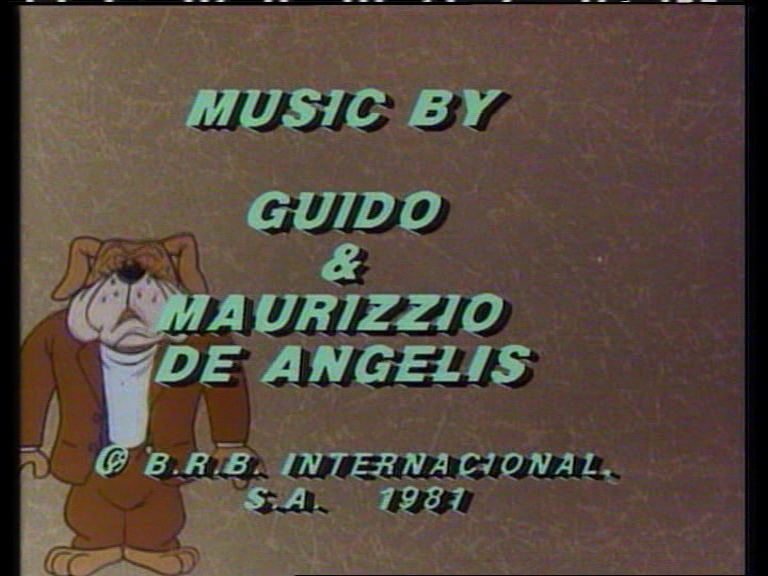 MUSIC BY
GUIDO
&
MAURIZZIO
DE ANGELIS
© B.R.B. INTERNACIONAL,
S.A. 1981